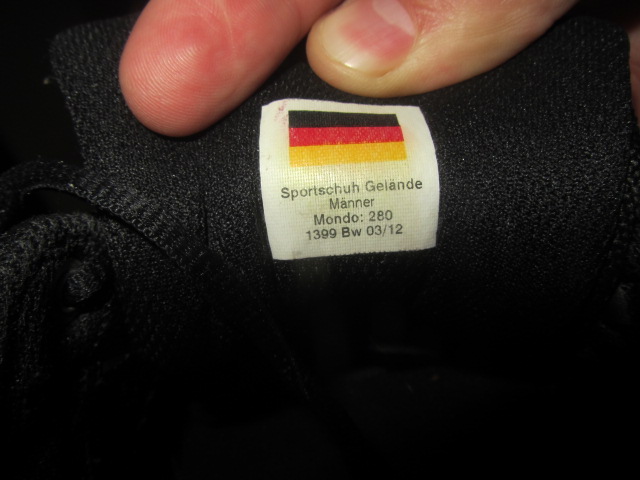 Sportschuh Gelände
Männer
Mondo: 280
1399 Bw 03/12